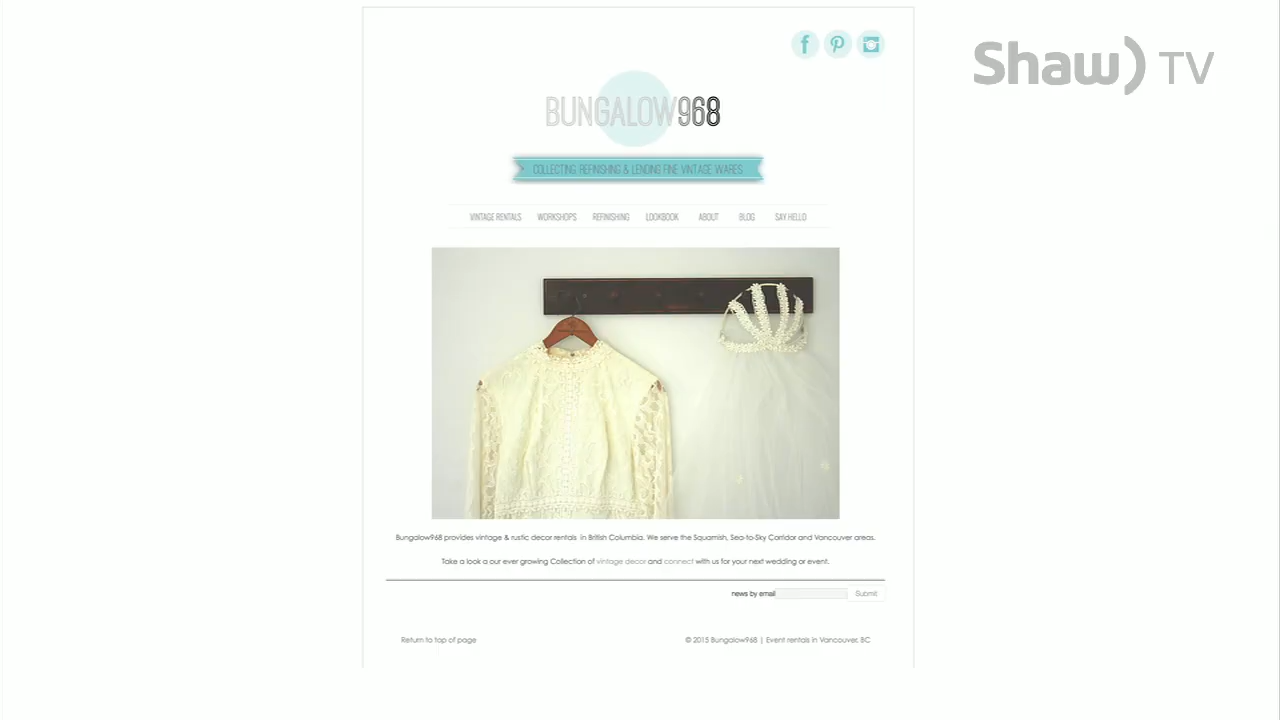 Shaw) TV
BUNGALOW968
COLLECTING REFINISHING & LENDING FINE VINTAGE WARES
VINTAGE RENTALS WORKSHOPS REFINISHING LOOKBOOK ABOUT BLOG SAY HELLO
Bungalow968 provides vintage & rustic decor rentals in British Columbia. We serve the Squamish, Sea-to-Sky Corridor and Vancouver areas.
Take a look a our ever growing Collection of vintage decor and connect with us for your next wedding or event.
news by email Submit
Return to top of page © 2015 Bungalow968 | Event rentals in Vancouver, BC